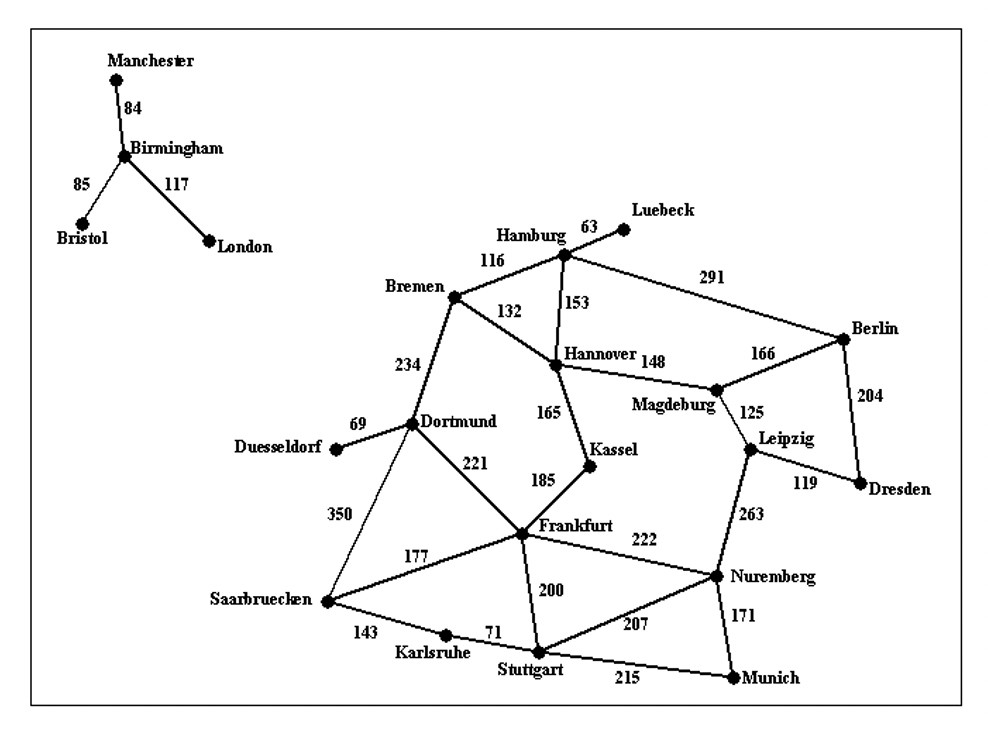 Manchester
84
Birmingham
85
117
Bristol
London
Luebeck
63
Hamburg
116
291
Bremen
153
132
Berlin
Hannover
166
148
234
204
Magdeburg
125
165
69
Dortmund
Leipzig
Duesseldorf
Kassel
221
185
119
Dresden
350
263
Frankfurt
222
177
Nuremberg
200
Saarbruecken
171
207
143
71
Karlsruhe
Stuttgart
215
Munich